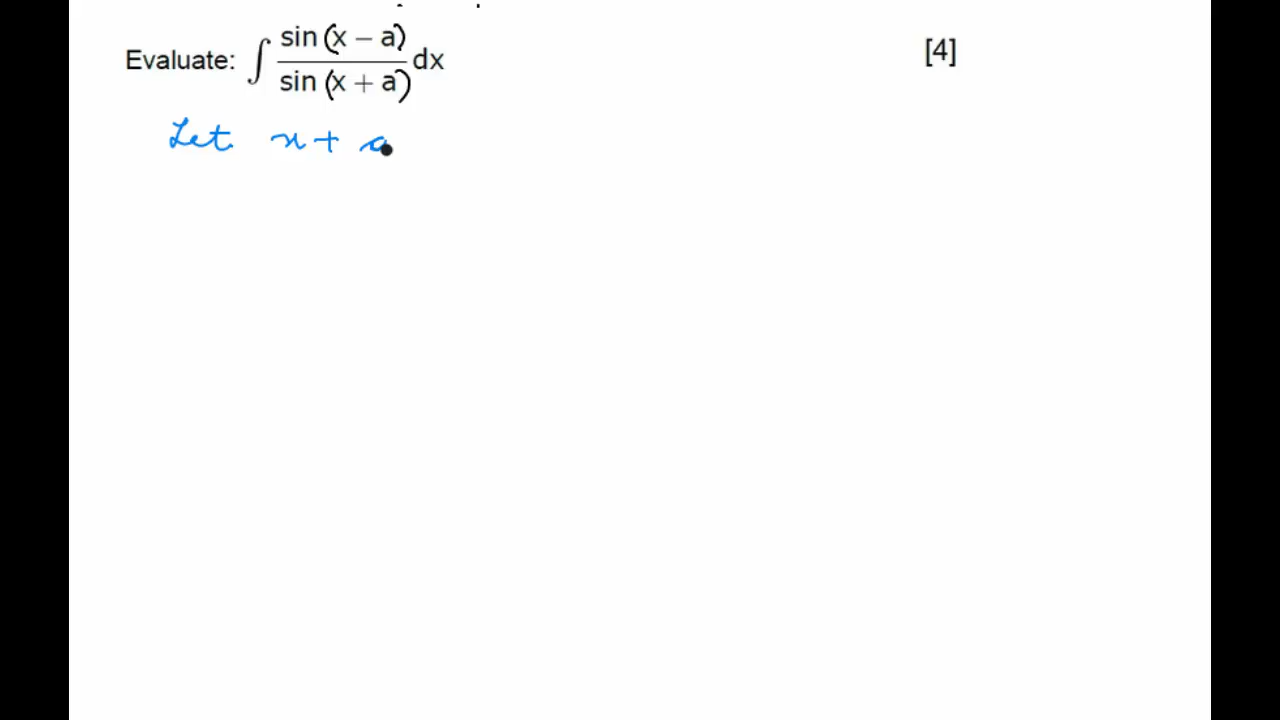 Evaluate: ∫ sin (x − a) / sin (x + a) dx [4]
Let x + a